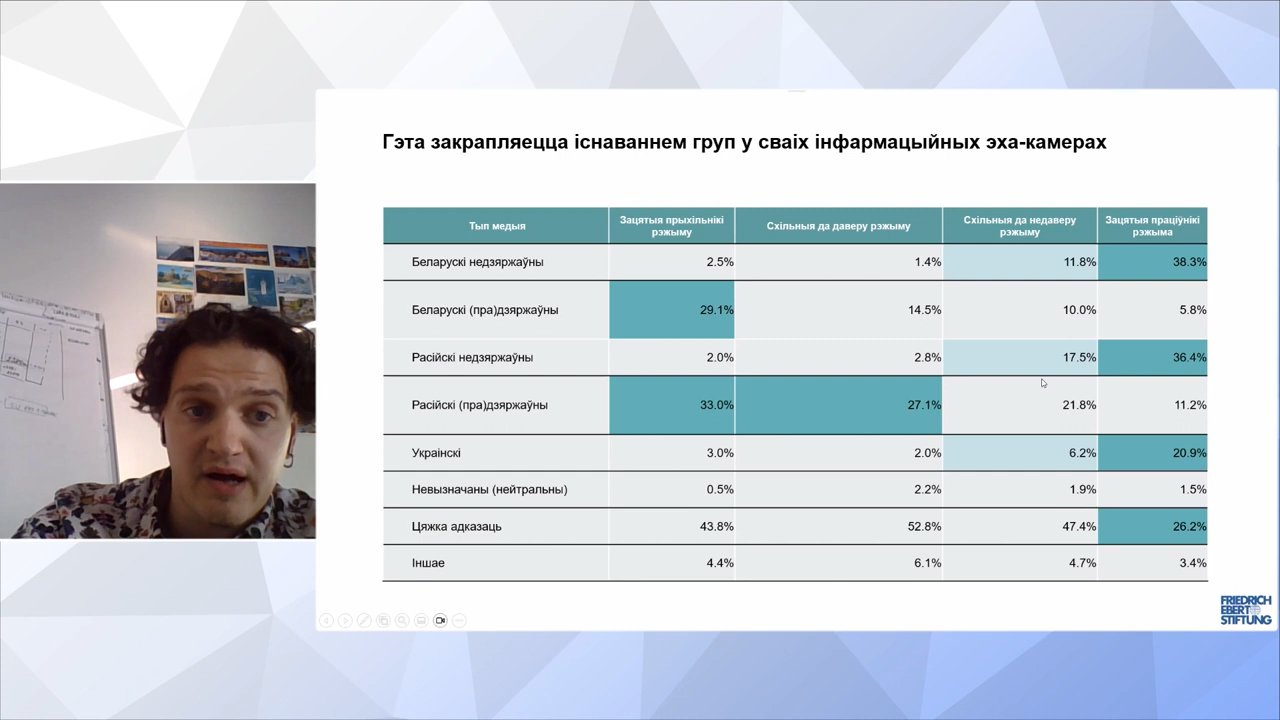 Гэта закрапляецца існаваннем груп у сваіх інфармацыйных эха-камерах
Тып медыя
Зацятыя прыхільнікі
рэжыму
Схільныя да даверу рэжыму
Схільныя да недаверу
рэжыму
Зацятыя праціўнікі
рэжыма
Беларускі недзяржаўны 2.5% 1.4% 11.8% 38.3%
Беларускі (пра)дзяржаўны 29.1% 14.5% 10.0% 5.8%
Расійскі недзяржаўны 2.0% 2.8% 17.5% 36.4%
Расійскі (пра)дзяржаўны 33.0% 27.1% 21.8% 11.2%
Украінскі 3.0% 2.0% 6.2% 20.9%
Невызначаны (нейтральны) 0.5% 2.2% 1.9% 1.5%
Цяжка адказаць 43.8% 52.8% 47.4% 26.2%
Іншае 4.4% 6.1% 4.7% 3.4%
FRIEDRICH
EBERT
STIFTUNG